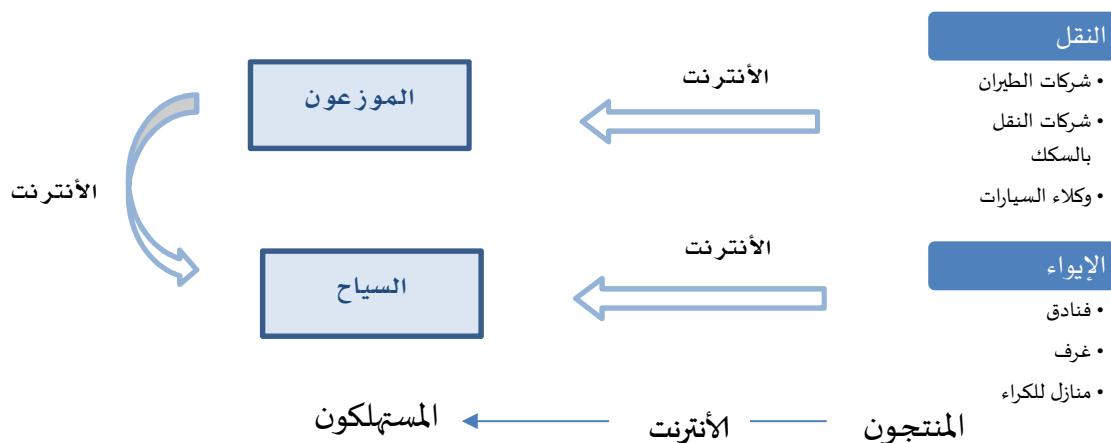 النقل
• شركات الطيران
• شركات النقل
بالسكك
• وكلاء السيارات
الأنترنت
الموزعون
الأنترنت
الإيواء
• فنادق
• غرف
• منازل للكراء
الأنترنت
السياح
المنتجون
الأنترنت
المستهلكون